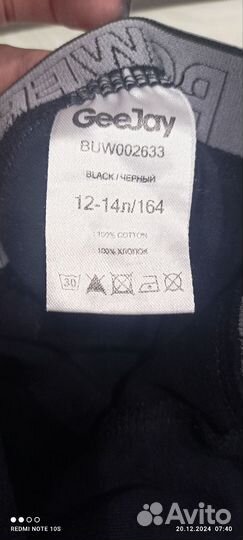 GeeJay
BUW002633
BLACK/ЧЕРНЫЙ
12-14л/164
100% COTTON
100% ХЛОПОК
30
REDMI NOTE 10S
20.12.2024 07:40
Avito